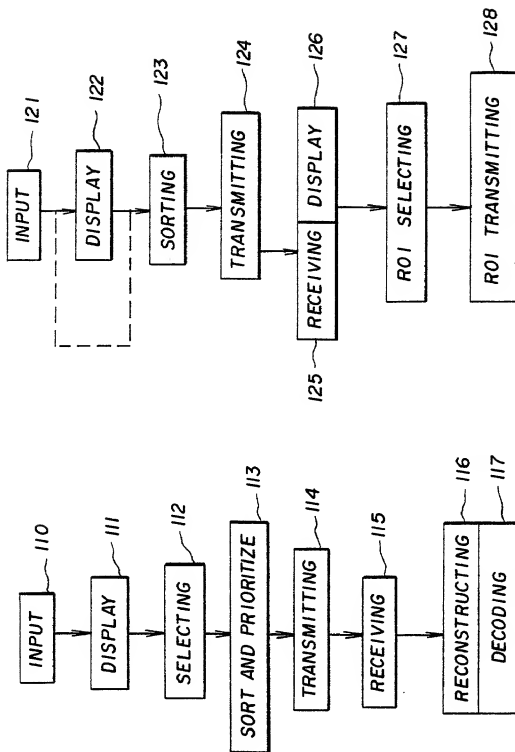 INPUT
110
DISPLAY
111
SELECTING
112
SORT AND PRIORITIZE
113
TRANSMITTING
114
RECEIVING
115
RECONSTRUCTING
116
DECODING
117
INPUT
121
DISPLAY
122
SORTING
123
TRANSMITTING
124
RECEIVING
125
DISPLAY
126
ROI SELECTING
127
ROI TRANSMITTING
128